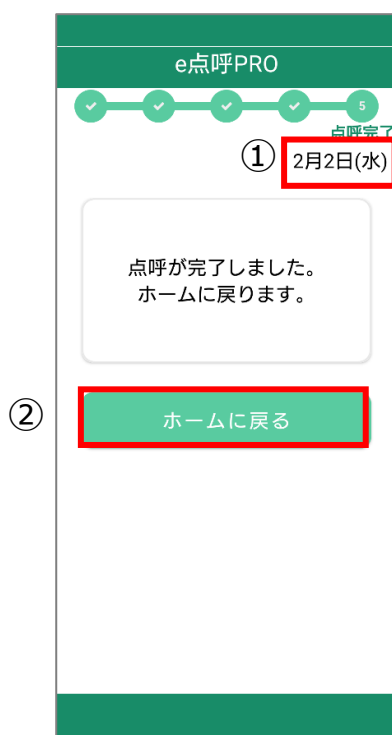 e点呼PRO
5
点呼完了
①
2月2日(水)
点呼が完了しました。
ホームに戻ります。
②
ホームに戻る